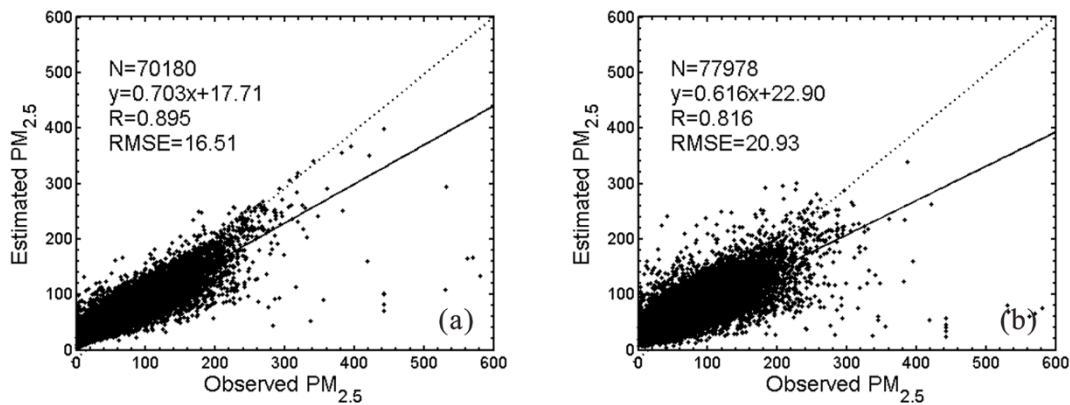 600
500
400
300
200
100
0
Estimated PM2.5
N=70180
y=0.703x+17.71
R=0.895
RMSE=16.51
(a)
0 100 200 300 400 500 600
Observed PM2.5
600
500
400
300
200
100
0
Estimated PM2.5
N=77978
y=0.616x+22.90
R=0.816
RMSE=20.93
(b)
0 100 200 300 400 500 600
Observed PM2.5